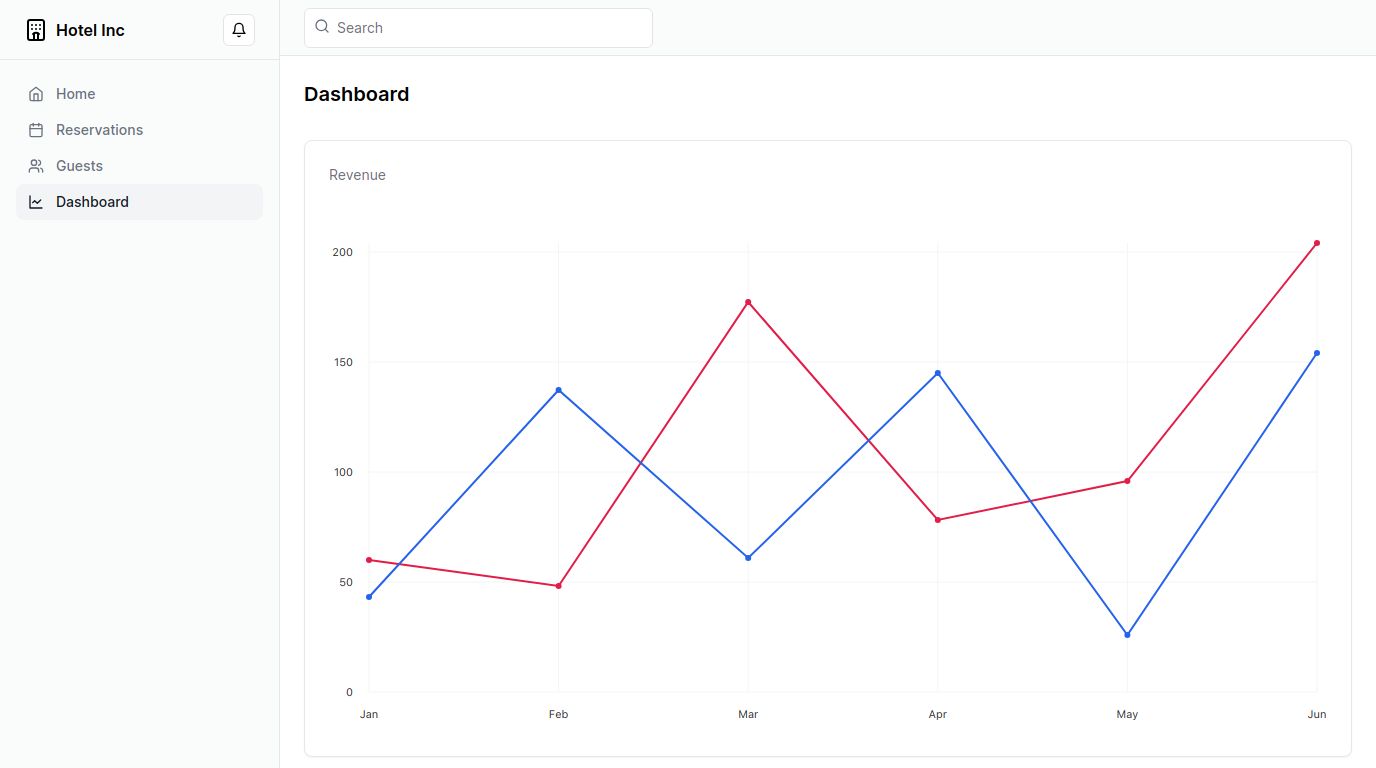 Hotel Inc
Search
Home
Reservations
Guests
Dashboard
Dashboard
Revenue
200
150
100
50
0
Jan Feb Mar Apr May Jun